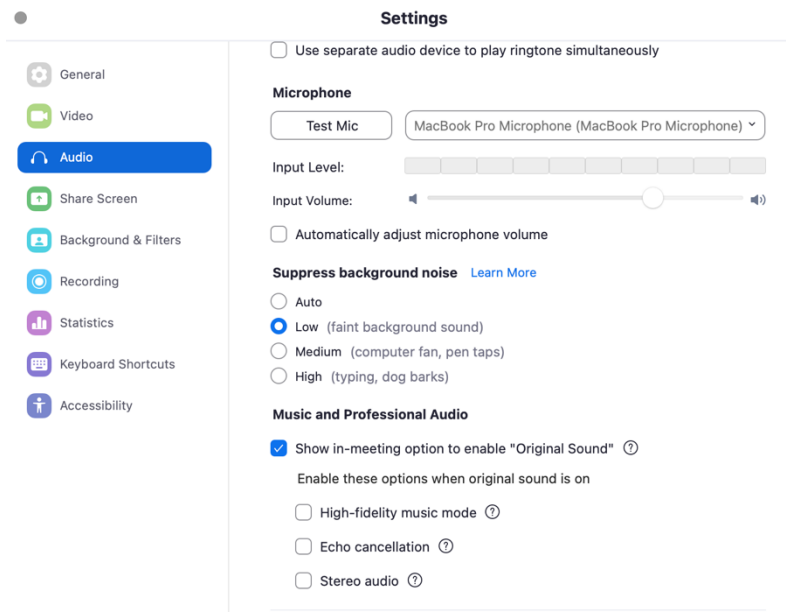 Settings
General
Video
Audio
Share Screen
Background & Filters
Recording
Statistics
Keyboard Shortcuts
Accessibility
Use separate audio device to play ringtone simultaneously
Microphone
Test Mic
MacBook Pro Microphone (MacBook Pro Microphone)
Input Level:
Input Volume:
Automatically adjust microphone volume
Suppress background noise Learn More
Auto
Low (faint background sound)
Medium (computer fan, pen taps)
High (typing, dog barks)
Music and Professional Audio
Show in-meeting option to enable "Original Sound" ?
Enable these options when original sound is on
High-fidelity music mode ?
Echo cancellation ?
Stereo audio ?